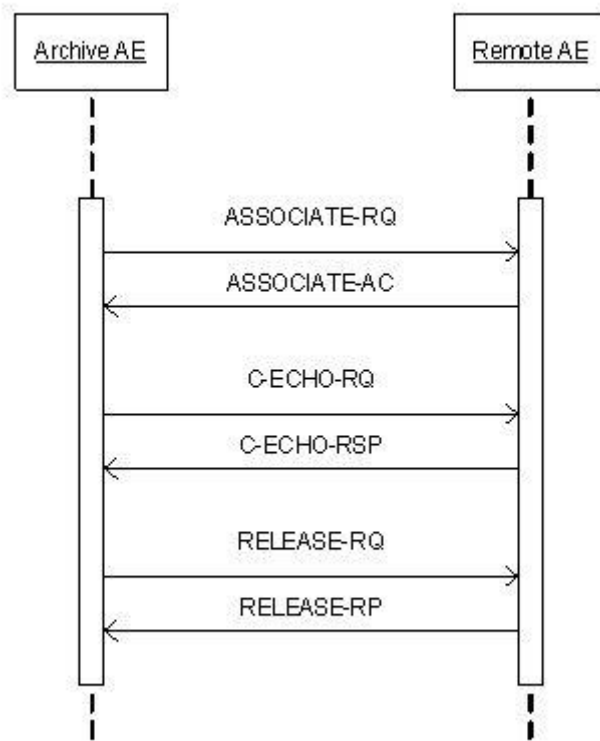 Archive AE
Remote AE
ASSOCIATE-RQ
ASSOCIATE-AC
C-ECHO-RQ
C-ECHO-RSP
RELEASE-RQ
RELEASE-RP